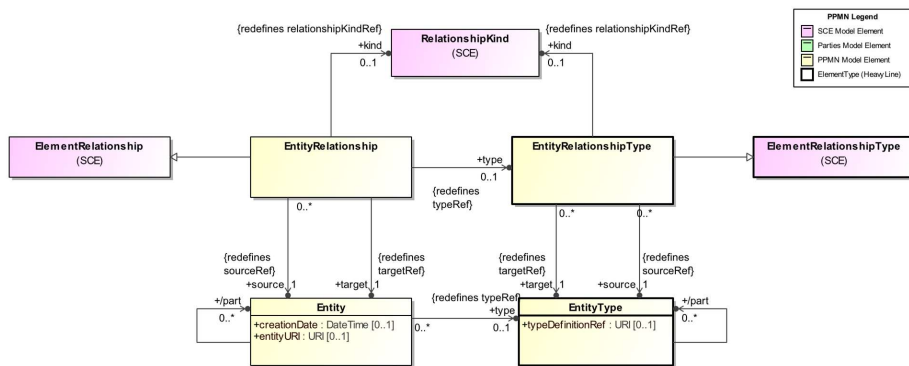 PPMN Legend
SCE Model Element
Parties Model Element
PPMN Model Element
ElementType (Heavy Line)
{redefines relationshipKindRef}
{redefines relationshipKindRef}
RelationshipKind
(SCE)
+kind
0..1
+kind
0..1
ElementRelationship
(SCE)
EntityRelationship
+type
0..1
{redefines
typeRef}
EntityRelationshipType
ElementRelationshipType
(SCE)
0..*
0..*
0..*
{redefines
sourceRef}
{redefines
targetRef}
{redefines
targetRef}
{redefines
sourceRef}
+source 1
+target 1
+target 1
+source 1
+/part
0..*
Entity
+creationDate : DateTime [0..1]
+entityURI : URI [0..1]
{redefines typeRef}
+type
0..*
0..1
EntityType
+typeDefinitionRef : URI [0..1]
+/part
0..*